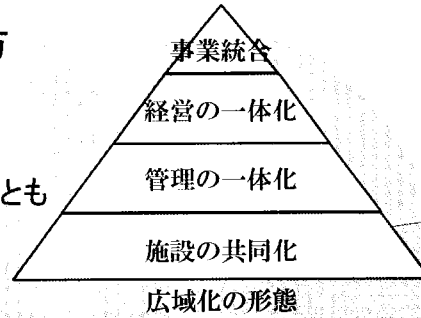 方
事業統合
経営の一体化
管理の一体化
とも
施設の共同化
広域化の形態